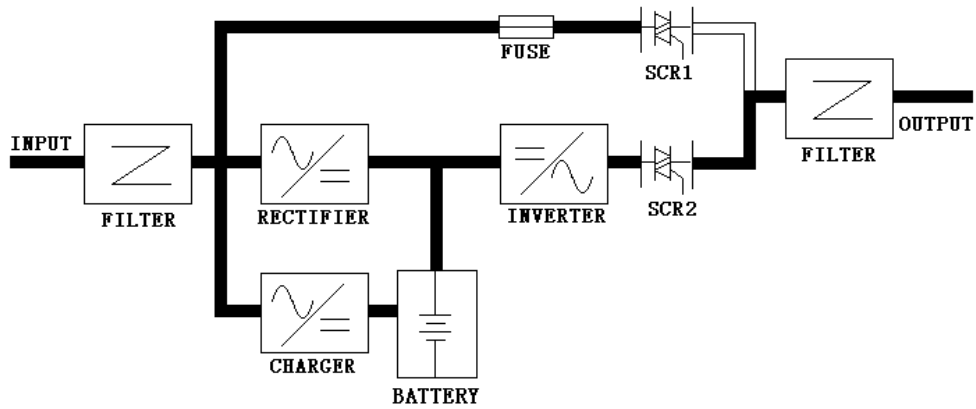 FUSE
SCR1
INPUT
OUTPUT
FILTER
FILTER
RECTIFIER
INVERTER
SCR2
CHARGER
BATTERY